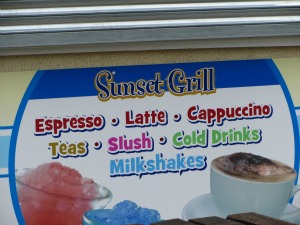 Sunset Grill
Espresso • Latte • Cappuccino
Teas • Slush • Cold Drinks
Milkshakes